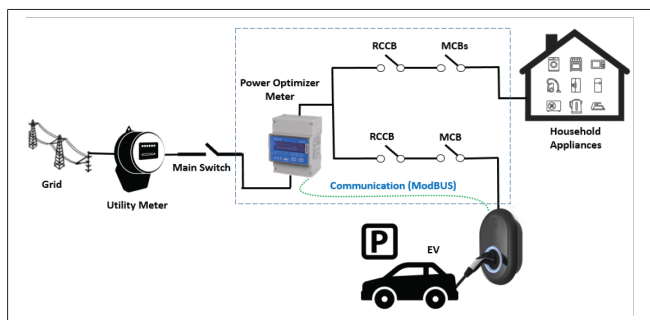 RCCB
MCBs
Power Optimizer
Meter
Household
Appliances
RCCB
MCB
Grid
Utility Meter
Main Switch
Communication (ModBUS)
P
EV